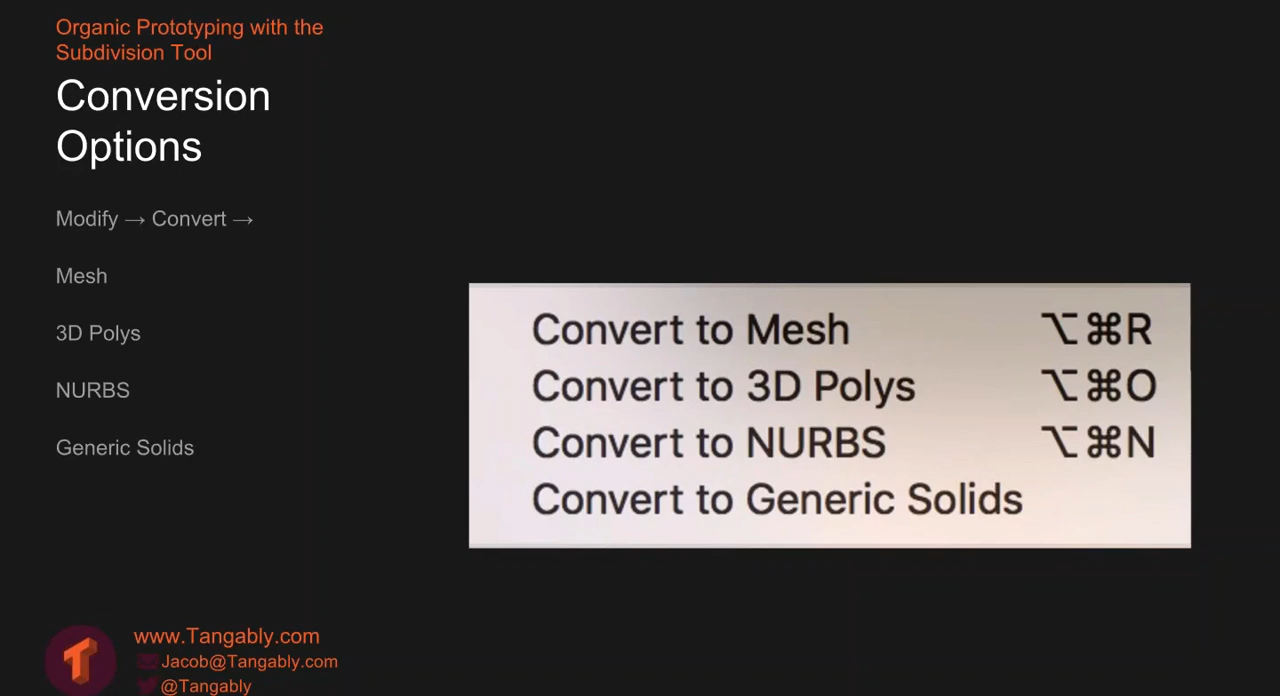 Organic Prototyping with the
Subdivision Tool
Conversion
Options
Modify → Convert →
Mesh
3D Polys
NURBS
Generic Solids
Convert to Mesh ⌥⌘R
Convert to 3D Polys ⌥⌘O
Convert to NURBS ⌥⌘N
Convert to Generic Solids
www.Tangably.com
Jacob@Tangably.com
@Tangably